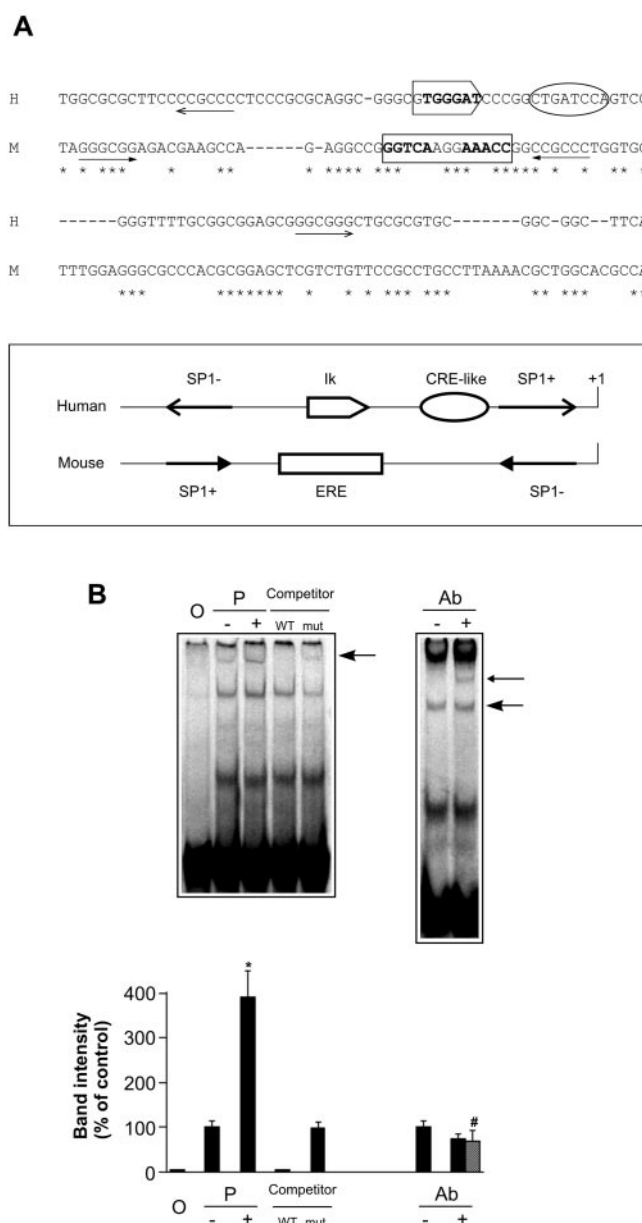 A
H TGGCGCGCTTCCCCGCCCCTCCCGCGCAGGC-GGGCGTGGGATCCCGGCTGATCCAGTCC
M TAGGGCGGAGACGAAGCCA------G-AGGCCGGGTCAAGGAAACCGGCCGCCCTGGTGC
* *** * ** * ***** *** *** ***** * * *
H ------GGGTTTTGCGGCGGAGCGGGCGGGCTGCGCGTGC------GGC-GGC--TTCA
M TTTGGAGGGCGCCCACGCGGAGCTCGTCTGTTCCGCCTGCCTTAAAACGCTGGCACGCCA
*** ******* * * * *** *** ** *** *
SP1- Ik CRE-like SP1+ +1
Human
Mouse
SP1+ ERE SP1-
B
O P Competitor Ab
- + WT mut - +
Band intensity
(% of control)
400
300
200
100
0
* #
O P Competitor Ab
- + WT mut - +